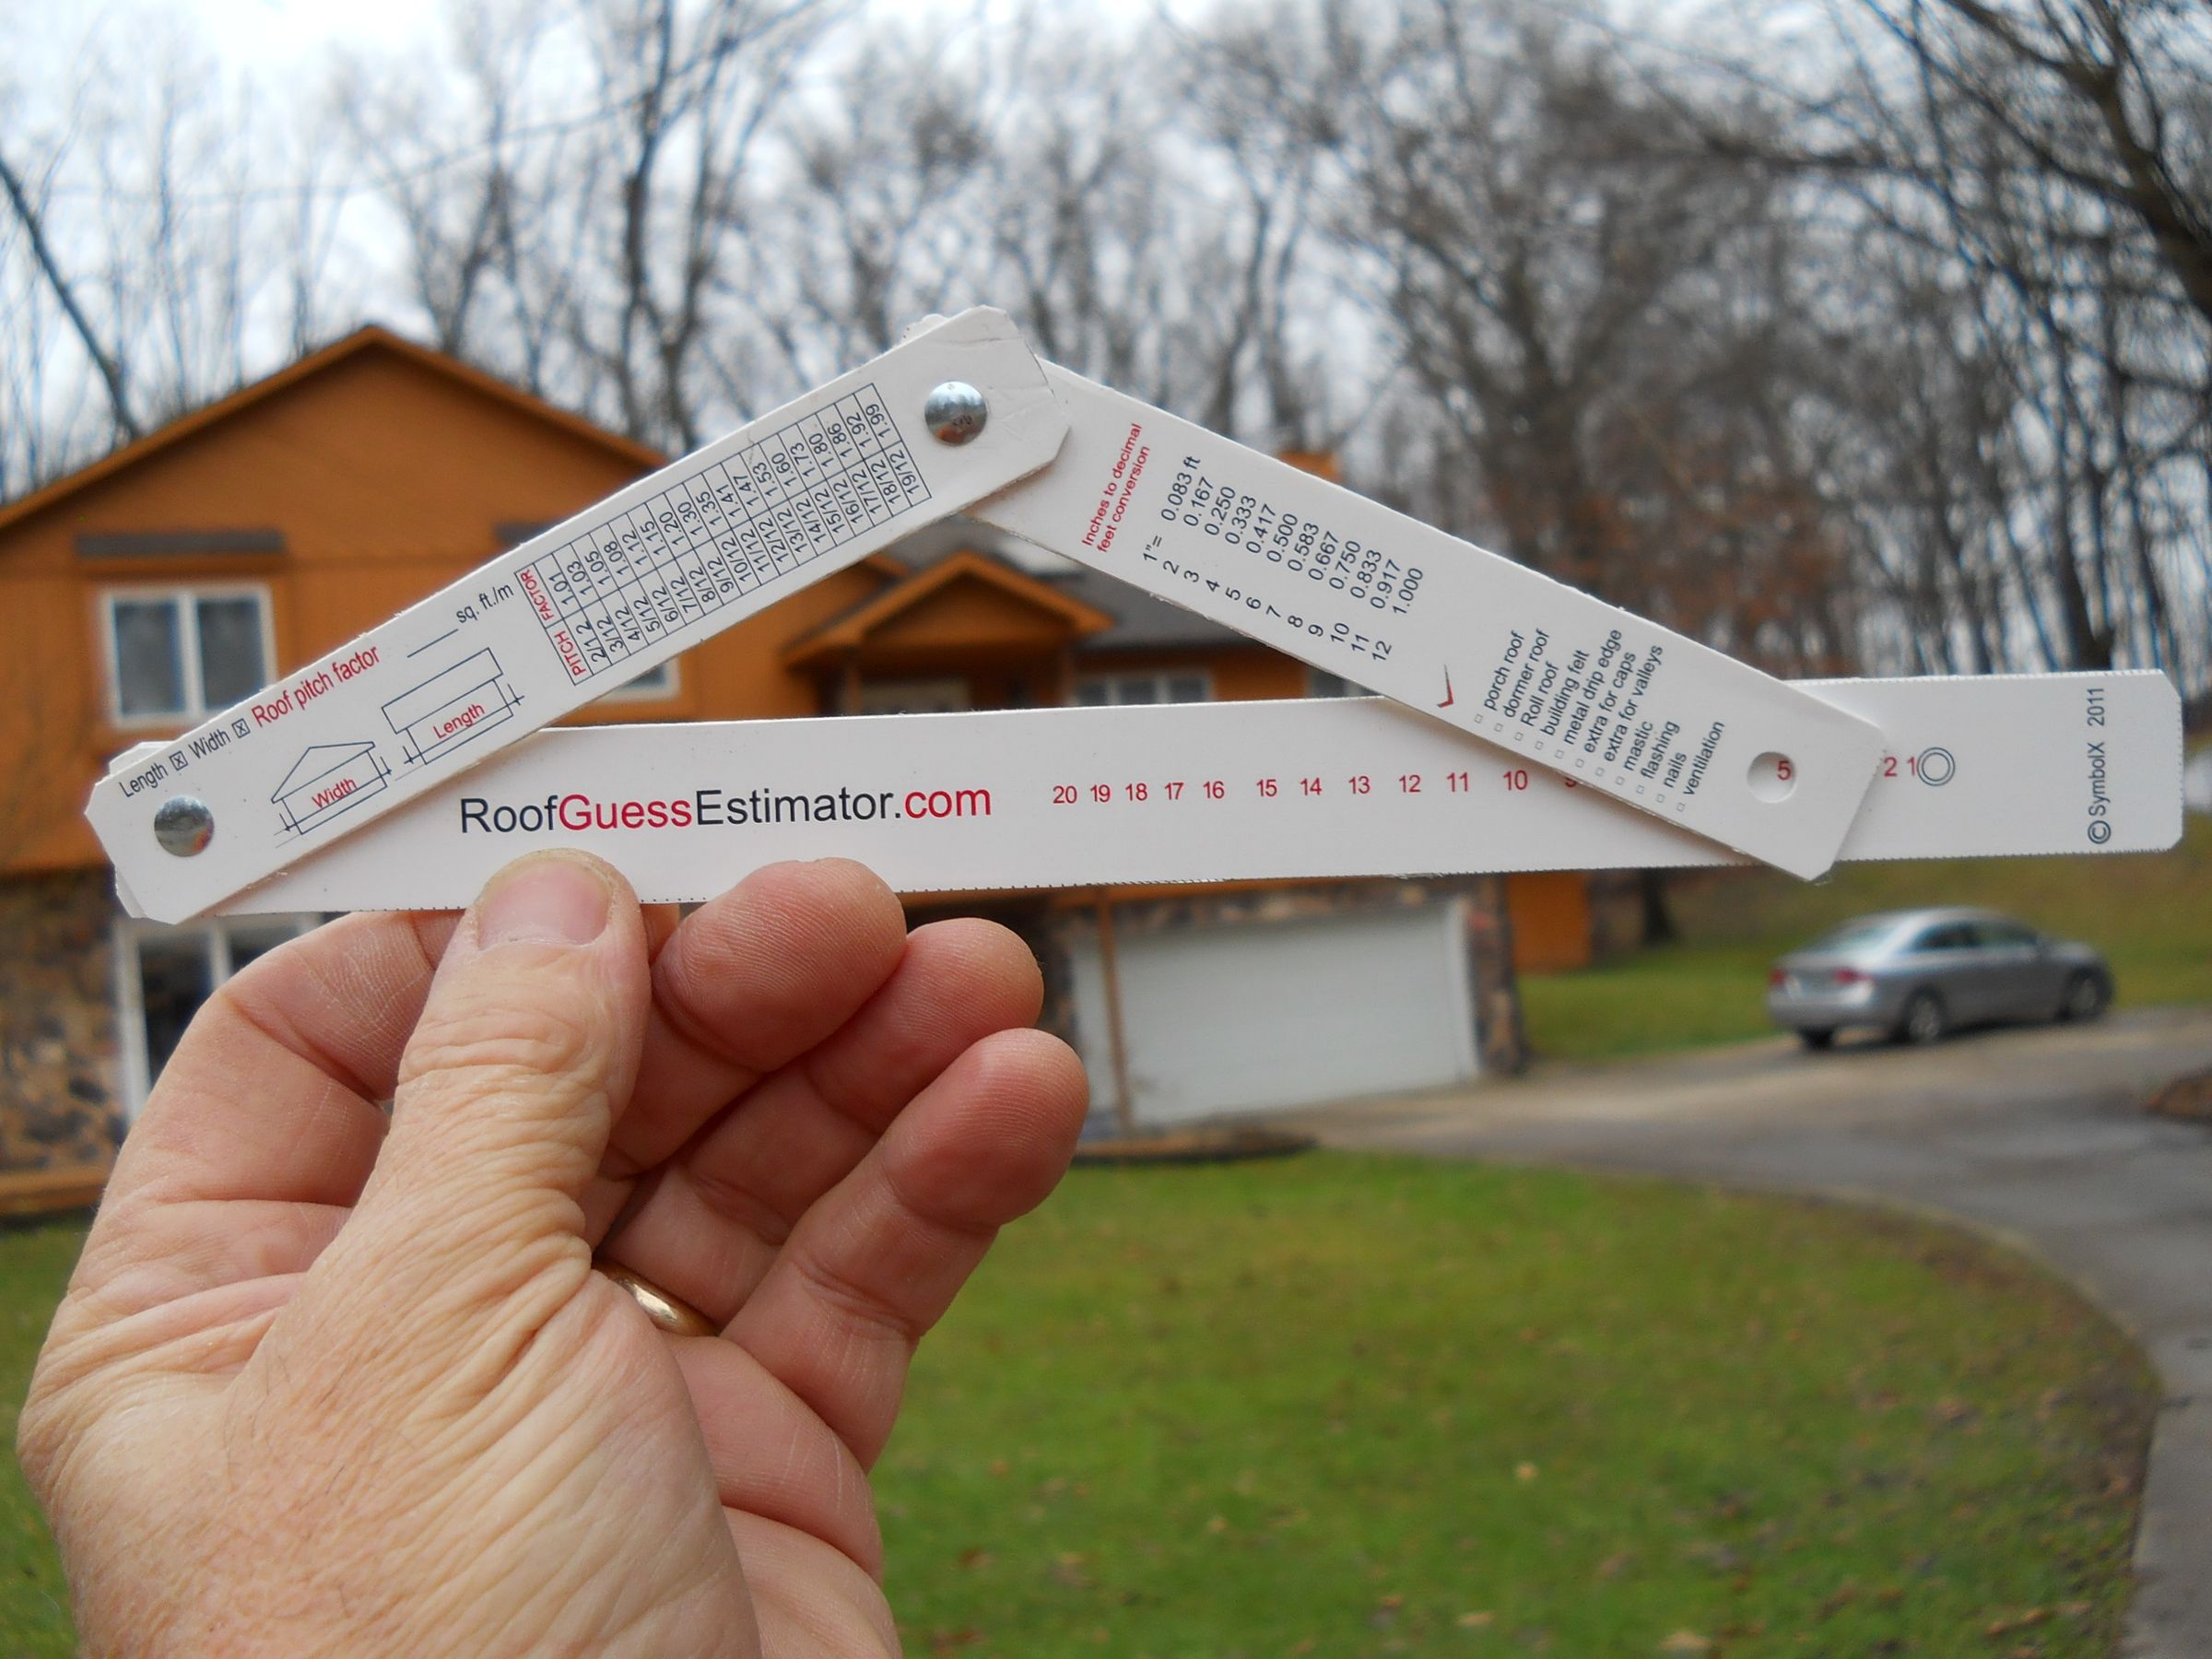 Length ☒ Width ☒ Roof pitch factor ____ sq. ft./m
Width
Length
PITCH FACTOR
2/12 1.01
3/12 1.03
4/12 1.05
5/12 1.08
6/12 1.12
7/12 1.15
8/12 1.20
9/12 1.30
10/12 1.35
11/12 1.41
12/12 1.47
13/12 1.53
14/12 1.60
15/12 1.73
16/12 1.80
17/12 1.86
18/12 1.92
19/12 1.99
Inches to decimal
feet conversion
1"= 0.083 ft
2 0.167
3 0.250
4 0.333
5 0.417
6 0.500
7 0.583
8 0.667
9 0.750
10 0.833
11 0.917
12 1.000
□ porch roof
□ dormer roof
□ Roll roof
□ building felt
□ metal drip edge
□ extra for caps
□ extra for valleys
□ mastic
□ flashing
□ nails
□ ventilation
RoofGuessEstimator.com
20 19 18 17 16 15 14 13 12 11 10 5 2 1
© SymbolX 2011